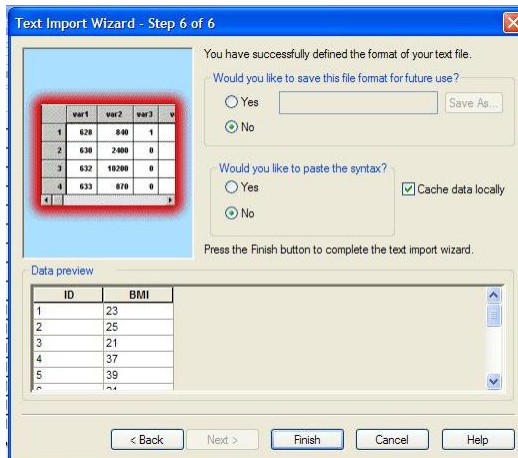 Text Import Wizard - Step 6 of 6
You have successfully defined the format of your text file.
Would you like to save this file format for future use?
Yes
Save As...
No
var1 var2 var3
1 628 840 1
2 630 2400 0
3 632 10200 0
4 633 870 0
Would you like to paste the syntax?
Yes
Cache data locally
No
Press the Finish button to complete the text import wizard.
Data preview
ID BMI
1 23
2 25
3 21
4 37
5 39
< Back Next > Finish Cancel Help